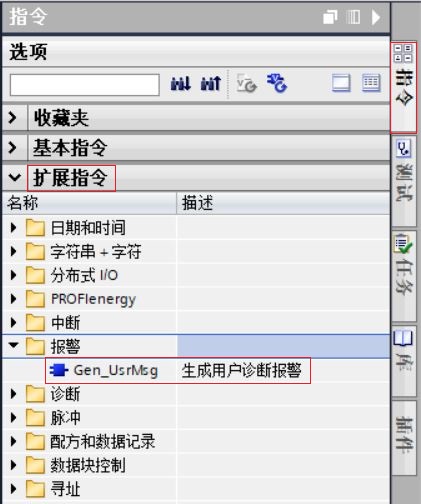 指令
选项
收藏夹
基本指令
扩展指令
名称 描述
日期和时间
字符串 + 字符
分布式 I/O
PROFIenergy
中断
报警
Gen_UsrMsg 生成用户诊断报警
诊断
脉冲
配方和数据记录
数据块控制
寻址
指令
测试
任务
库
插件